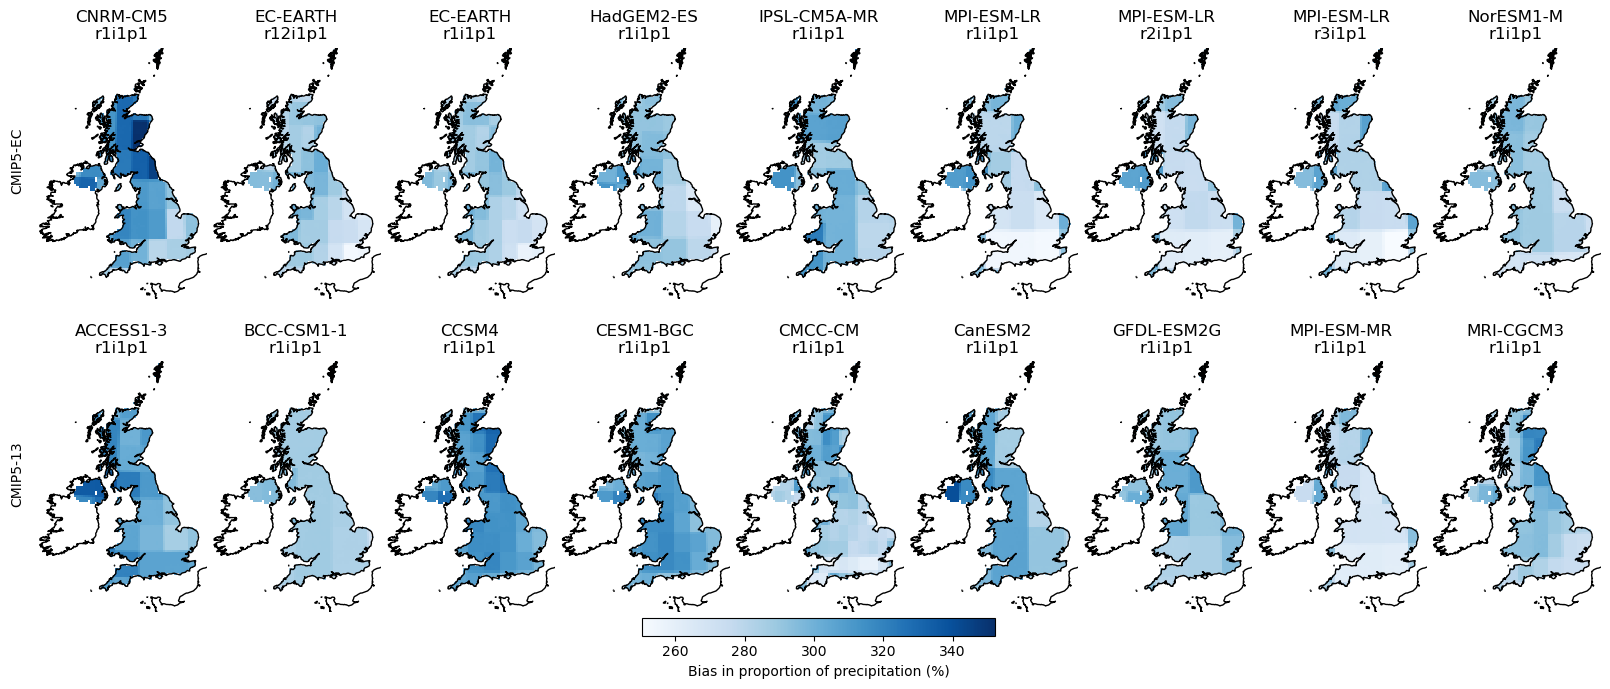 CNRM-CM5 EC-EARTH EC-EARTH HadGEM2-ES IPSL-CM5A-MR MPI-ESM-LR MPI-ESM-LR MPI-ESM-LR NorESM1-M
r1i1p1 r12i1p1 r1i1p1 r1i1p1 r1i1p1 r1i1p1 r2i1p1 r3i1p1 r1i1p1
CMIP5-EC
ACCESS1-3 BCC-CSM1-1 CCSM4 CESM1-BGC CMCC-CM CanESM2 GFDL-ESM2G MPI-ESM-MR MRI-CGCM3
r1i1p1 r1i1p1 r1i1p1 r1i1p1 r1i1p1 r1i1p1 r1i1p1 r1i1p1 r1i1p1
CMIP5-13
260 280 300 320 340
Bias in proportion of precipitation (%)